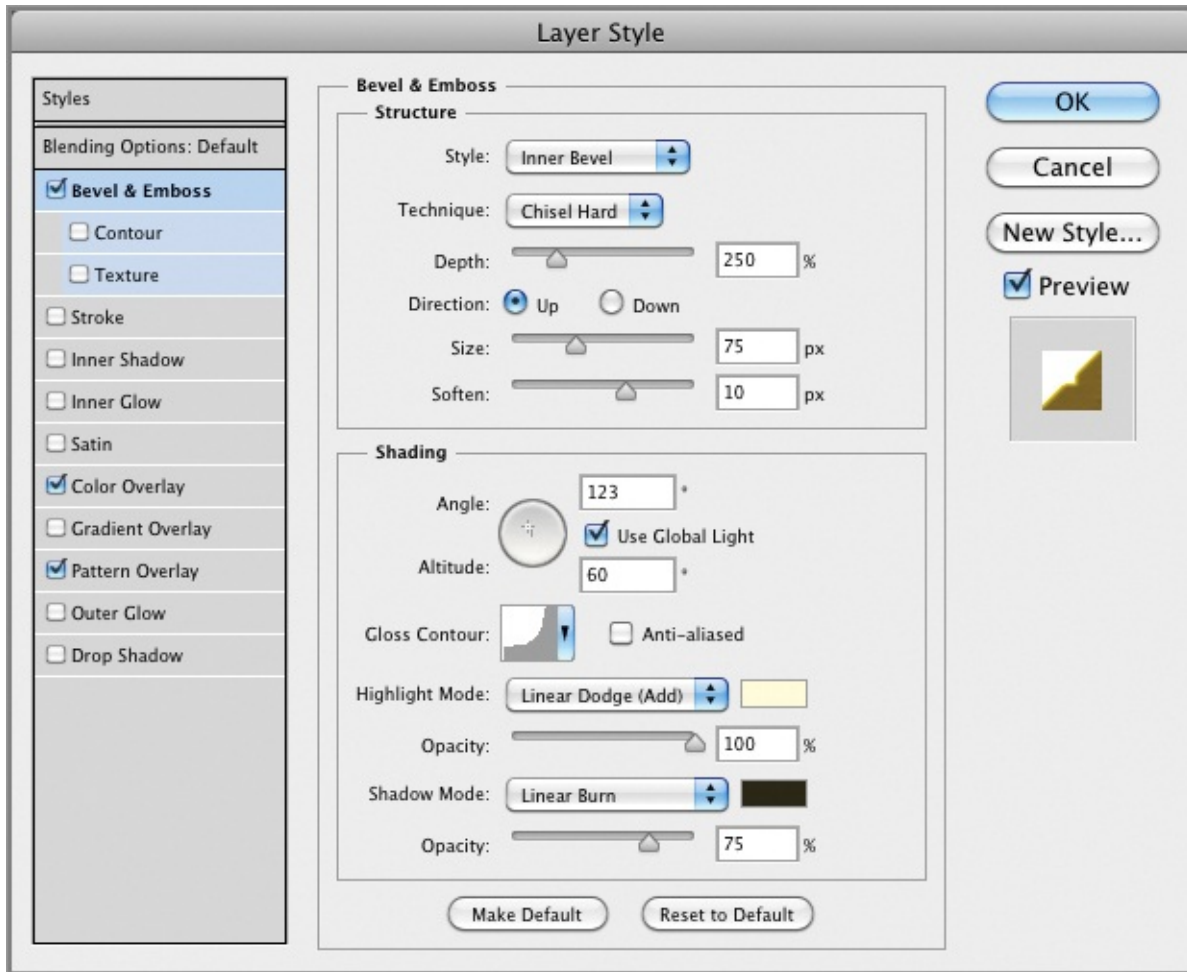 Layer Style
Styles
Blending Options: Default
Bevel & Emboss
Contour
Texture
Stroke
Inner Shadow
Inner Glow
Satin
Color Overlay
Gradient Overlay
Pattern Overlay
Outer Glow
Drop Shadow
Bevel & Emboss
Structure
Style: Inner Bevel
Technique: Chisel Hard
Depth: 250 %
Direction: Up Down
Size: 75 px
Soften: 10 px
Shading
Angle: 123 °
Use Global Light
Altitude: 60 °
Gloss Contour: Anti-aliased
Highlight Mode: Linear Dodge (Add)
Opacity: 100 %
Shadow Mode: Linear Burn
Opacity: 75 %
Make Default Reset to Default
OK
Cancel
New Style...
Preview